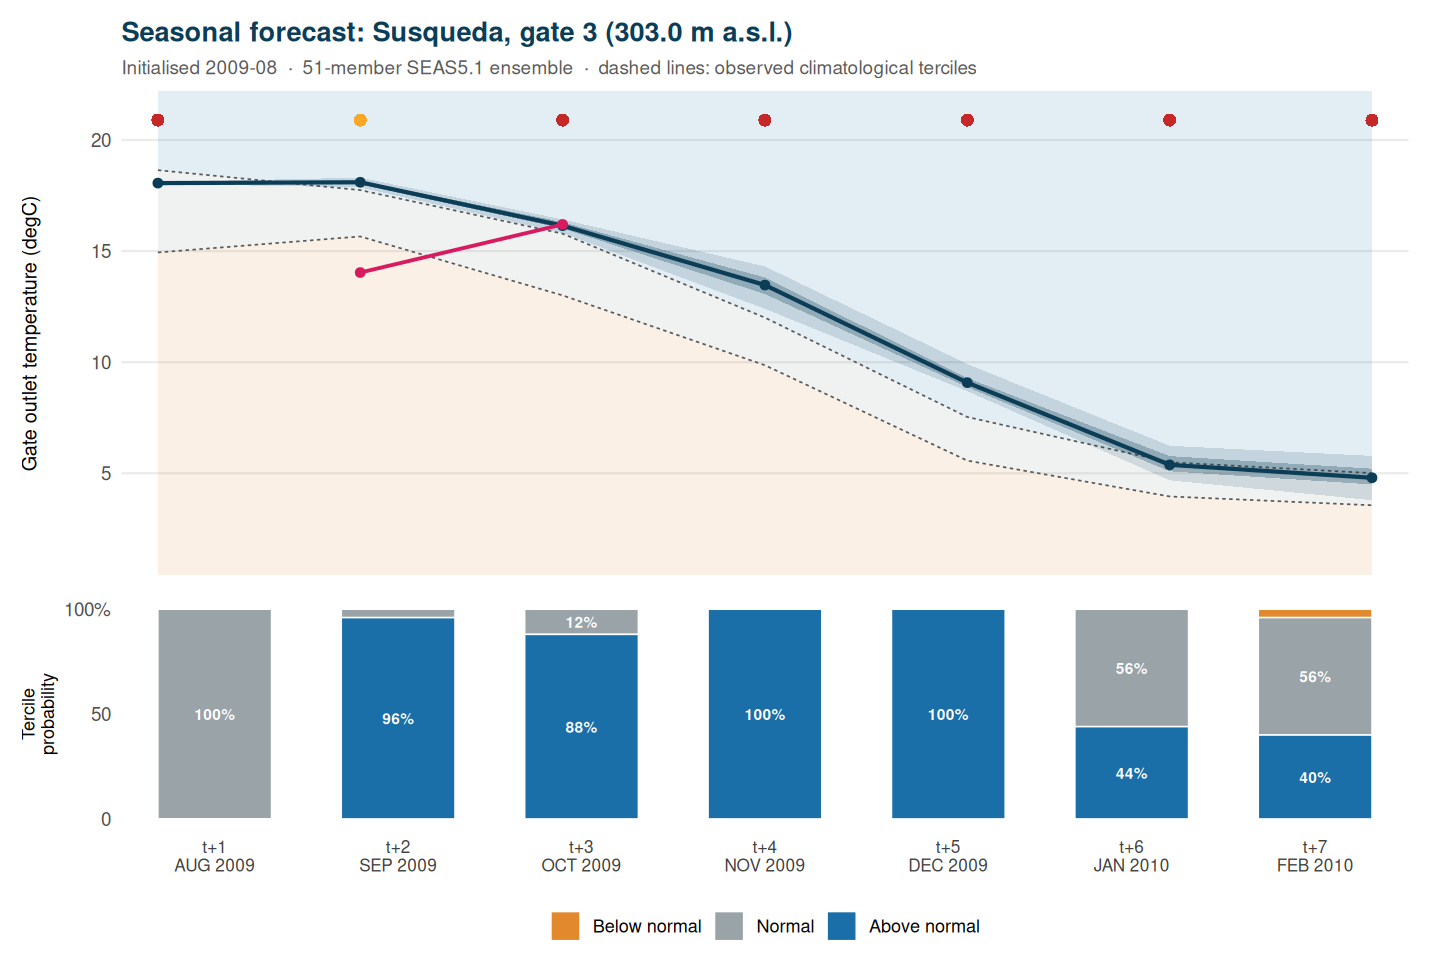 Seasonal forecast: Susqueda, gate 3 (303.0 m a.s.l.)
Initialised 2009-08 · 51-member SEAS5.1 ensemble · dashed lines: observed climatological terciles
Gate outlet temperature (degC)
20
15
10
5
Tercile
probability
100%
50
0
100%
96%
12%
88%
100%
100%
56%
44%
56%
40%
t+1
AUG 2009
t+2
SEP 2009
t+3
OCT 2009
t+4
NOV 2009
t+5
DEC 2009
t+6
JAN 2010
t+7
FEB 2010
Below normal
Normal
Above normal